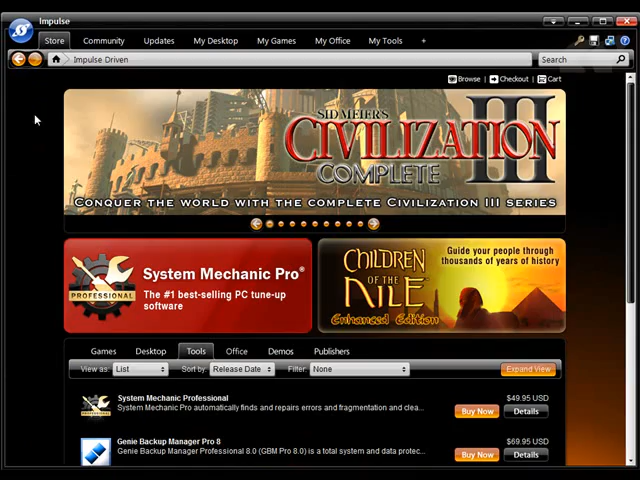 Impulse
Store Community Updates My Desktop My Games My Office My Tools +
Impulse Driven
Search
Browse | Checkout | Cart
SID MEIER'S
CIVILIZATION III
COMPLETE
CONQUER THE WORLD WITH THE COMPLETE CIVILIZATION III SERIES
PROFESSIONAL
System Mechanic Pro®
The #1 best-selling PC tune-up
software
CHILDREN
OF THE
NILE
Enhanced Edition
Guide your people through
thousands of years of history
Games Desktop Tools Office Demos Publishers
View as: List Sort by: Release Date Filter: None Expand View
System Mechanic Professional $49.95 USD
System Mechanic Pro automatically finds and repairs errors and fragmentation and clea...
Buy Now Details
Genie Backup Manager Pro 8 $69.95 USD
Genie Backup Manager Professional 8.0 (GBM Pro 8.0) is a total system and data protec...
Buy Now Details